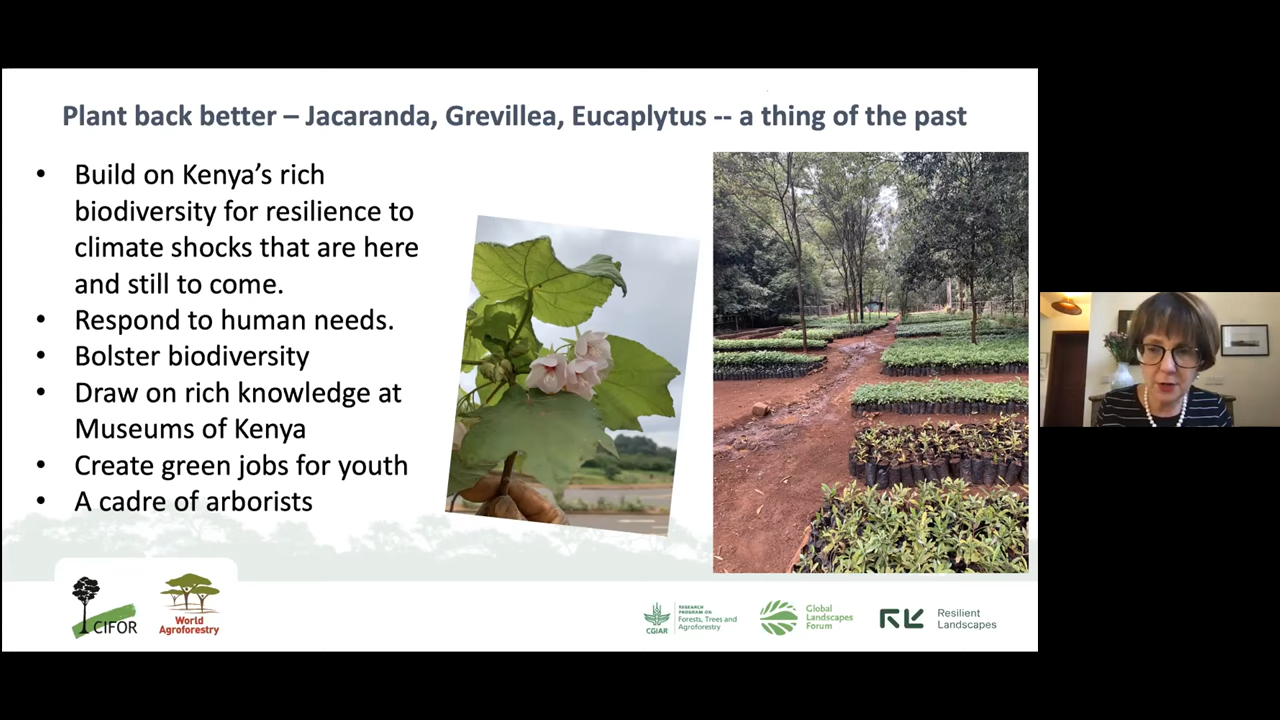 Plant back better – Jacaranda, Grevillea, Eucaplytus -- a thing of the past
• Build on Kenya’s rich
biodiversity for resilience to
climate shocks that are here
and still to come.
• Respond to human needs.
• Bolster biodiversity
• Draw on rich knowledge at
Museums of Kenya
• Create green jobs for youth
• A cadre of arborists
CIFOR
World
Agroforestry
CGIAR
RESEARCH
PROGRAM ON
Forests, Trees and
Agroforestry
Global
Landscapes
Forum
Resilient
Landscapes